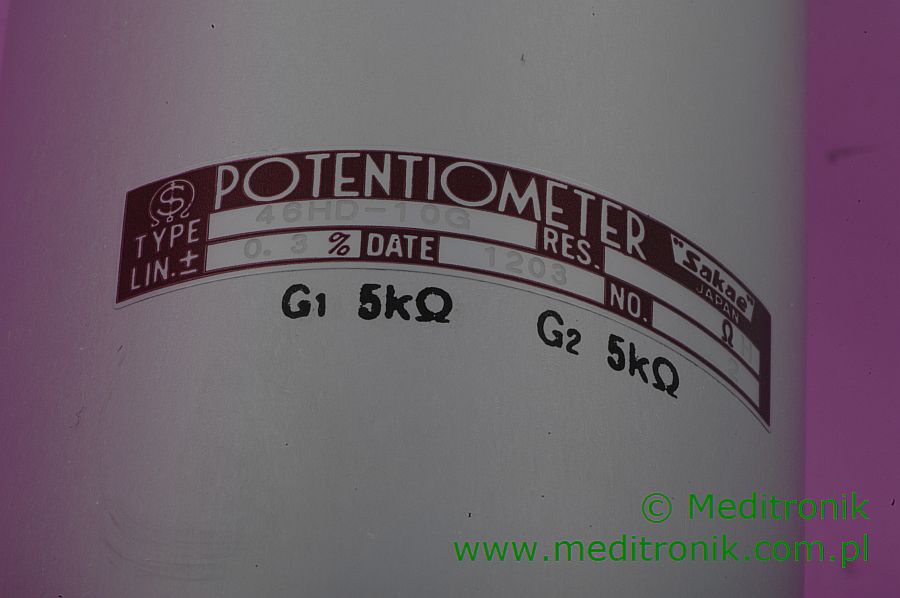 POTENTIOMETER "Sakae"
JAPAN
TYPE 46HD-10G RES. Ω
LIN.± 0.3 % DATE 1203 NO.
G1 5kΩ G2 5kΩ
© Meditronik
www.meditronik.com.pl